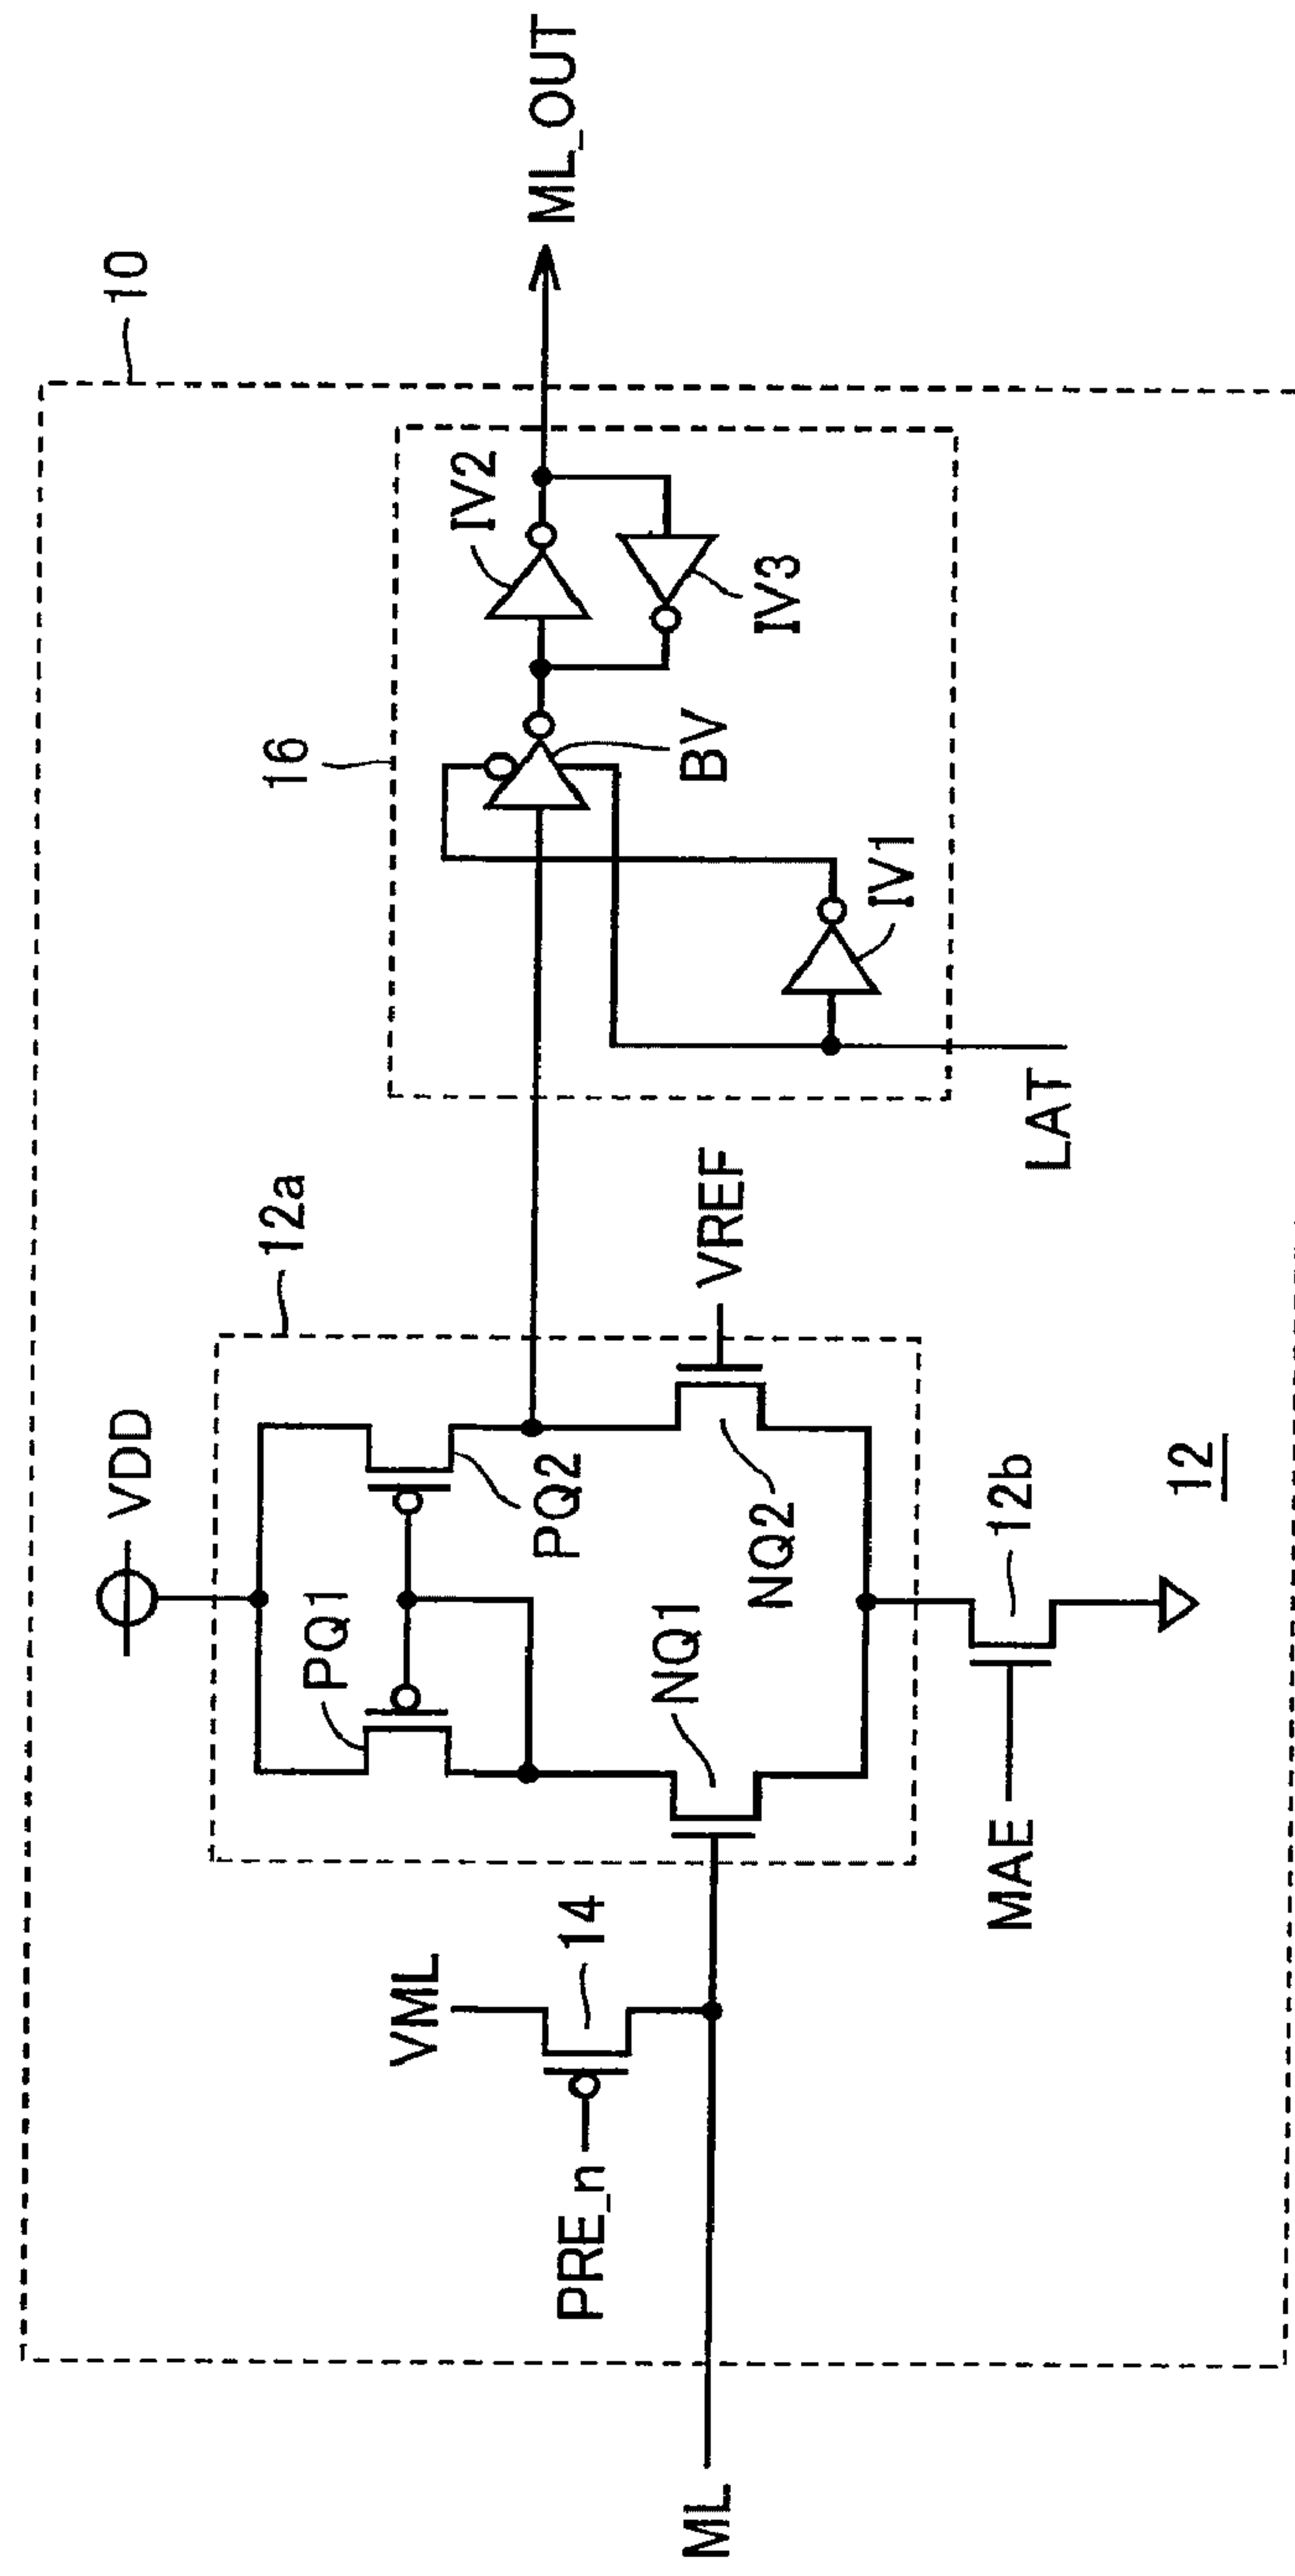 10
VDD
12a
16
PQ1
PQ2
IV2
ML_OUT
VML
14
PRE_n
NQ1
NQ2
VREF
BV
IV3
IV1
ML
MAE
12b
LAT
12